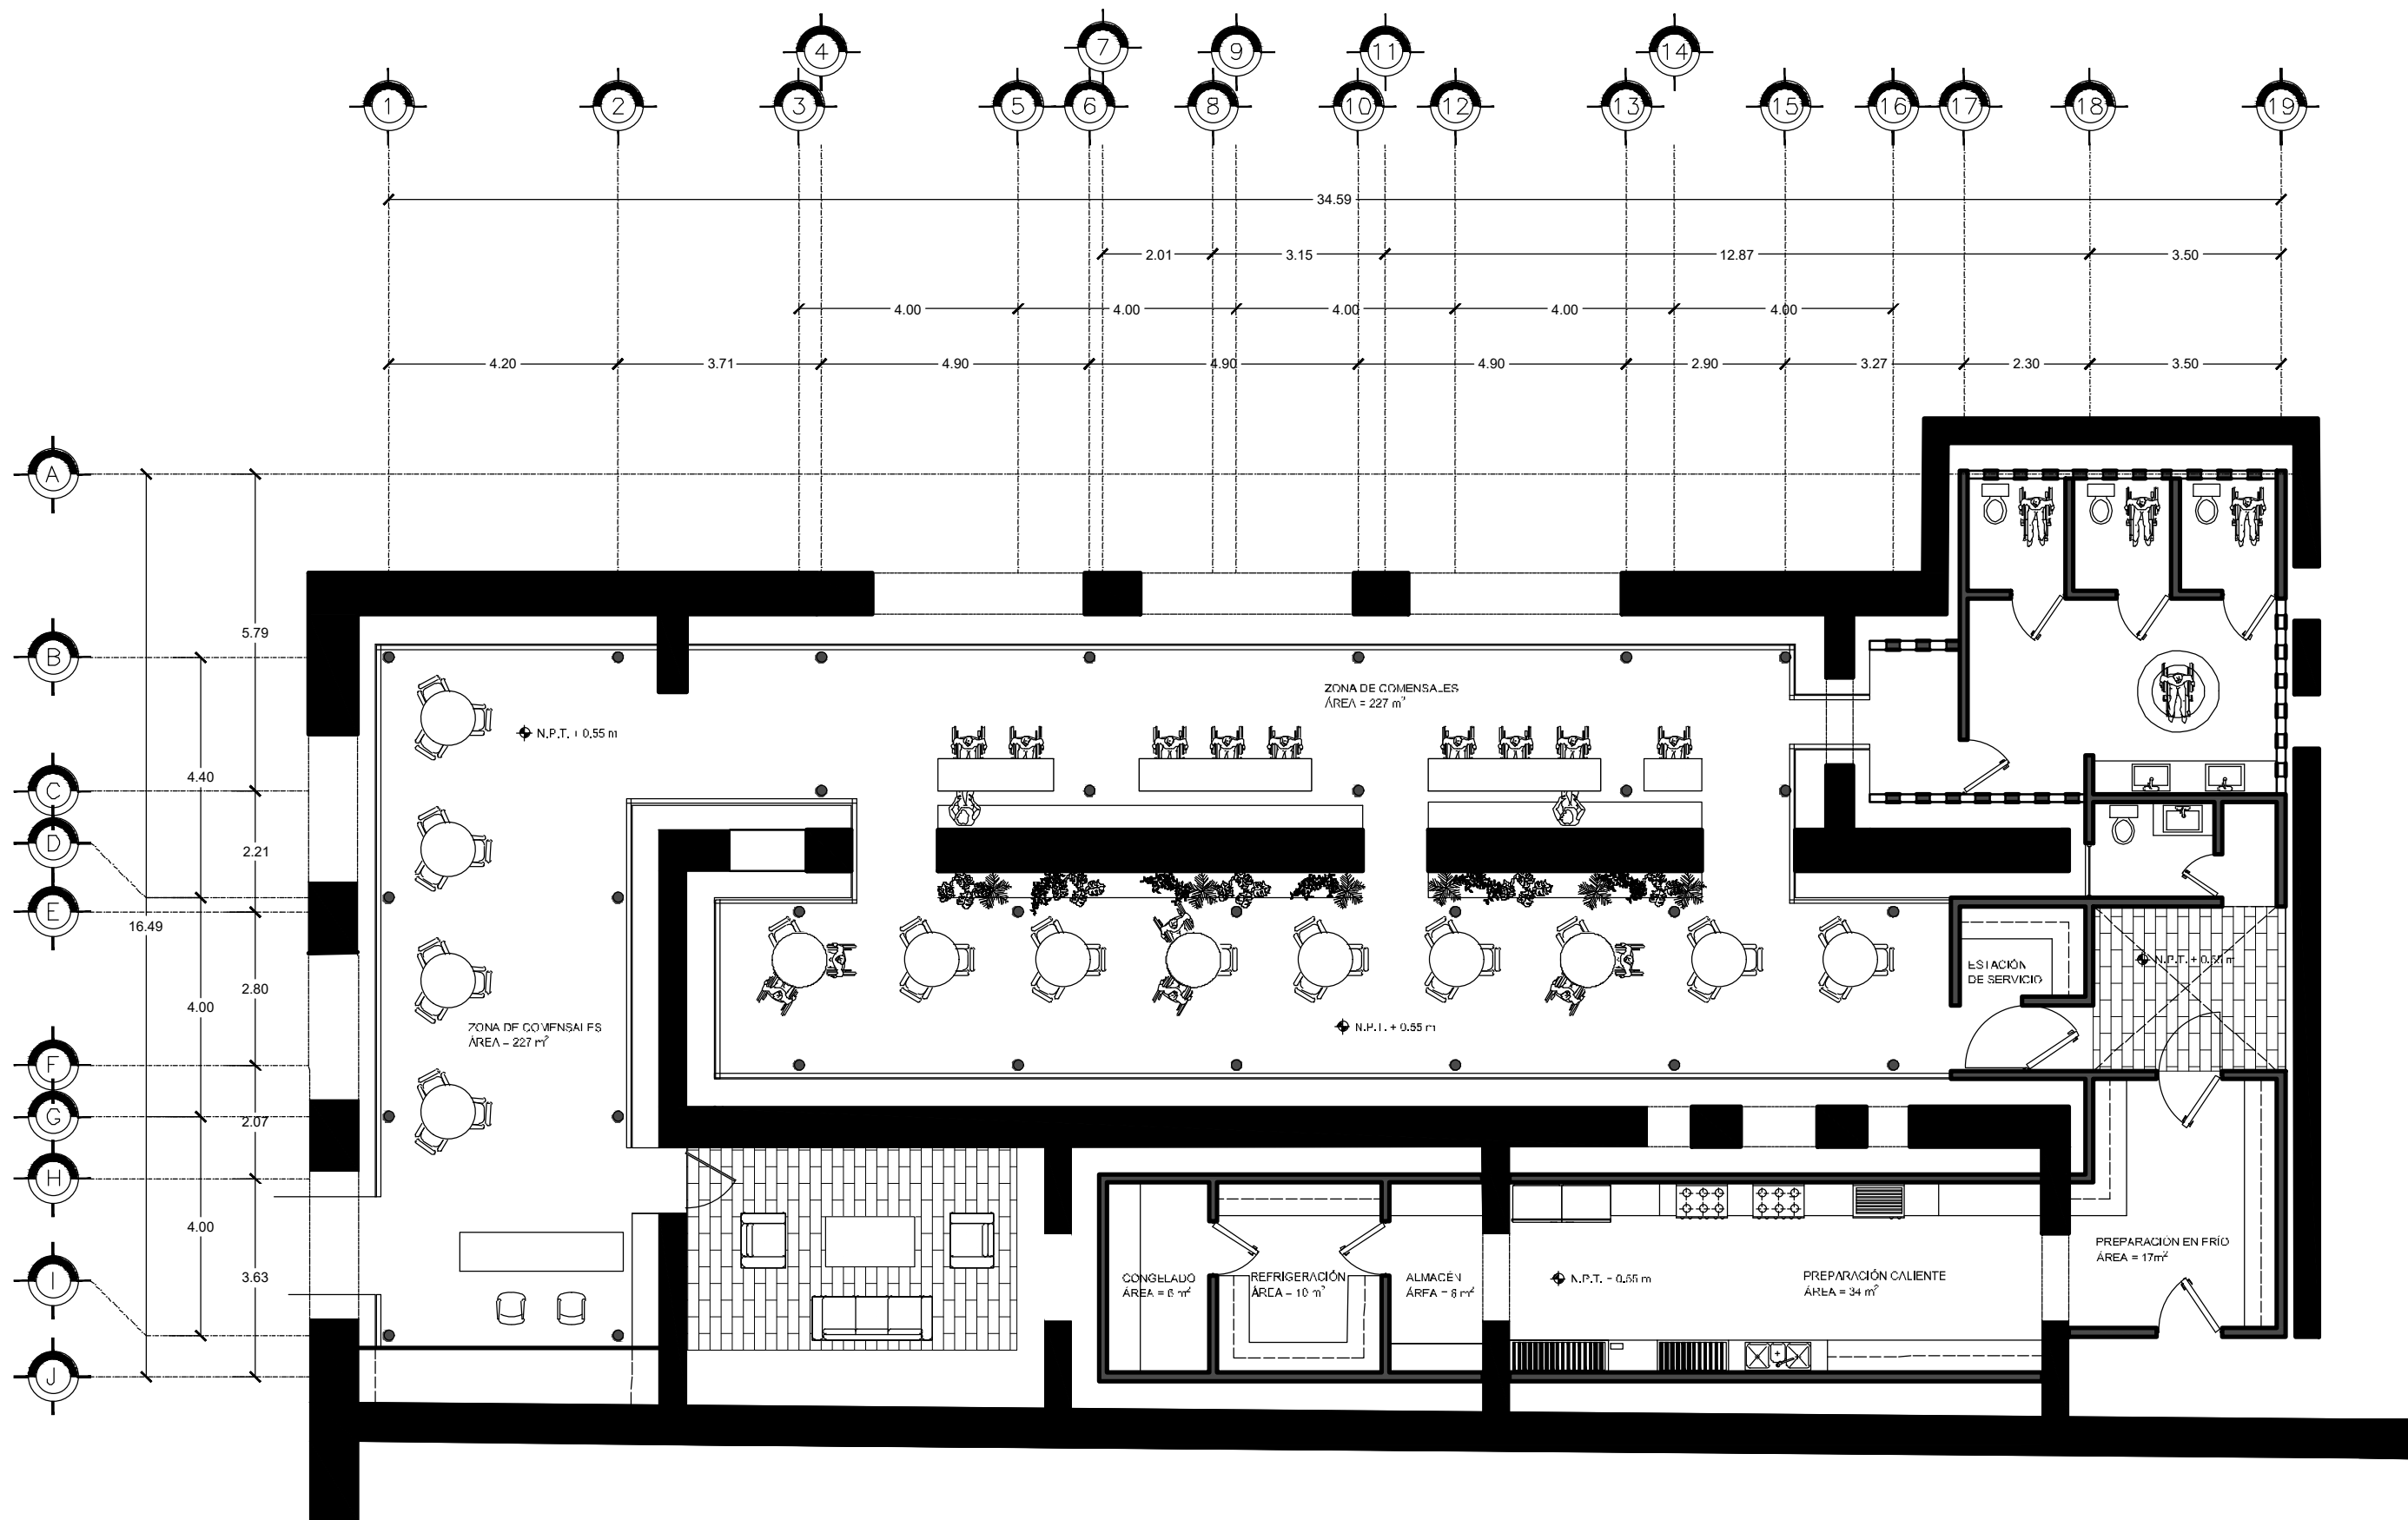 4 7 9 11 14
1 2 3 5 6 8 10 12 13 15 16 17 18 19
34.59
2.01 3.15 12.87 3.50
4.00 4.00 4.00 4.00 4.00
4.20 3.71 4.90 4.90 4.90 2.90 3.27 2.30 3.50
A
B
C
D
E
F
G
H
I
J
5.79
4.40
2.21
16.49
2.80
4.00
2.07
4.00
3.63
ZONA DE COMENSALES
ÁREA = 227 m²
N.P.T. + 0.55 m
ZONA DE COMENSALES
ÁREA = 227 m²
N.P.T. + 0.55 m
ESTACIÓN
DE SERVICIO
N.P.T. + 0.55 m
CONGELADO
ÁREA = 6 m²
REFRIGERACIÓN
ÁREA = 10 m²
ALMACÉN
ÁREA = 8 m²
N.P.T. + 0.55 m
PREPARACIÓN CALIENTE
ÁREA = 34 m²
PREPARACIÓN EN FRÍO
ÁREA = 17m²